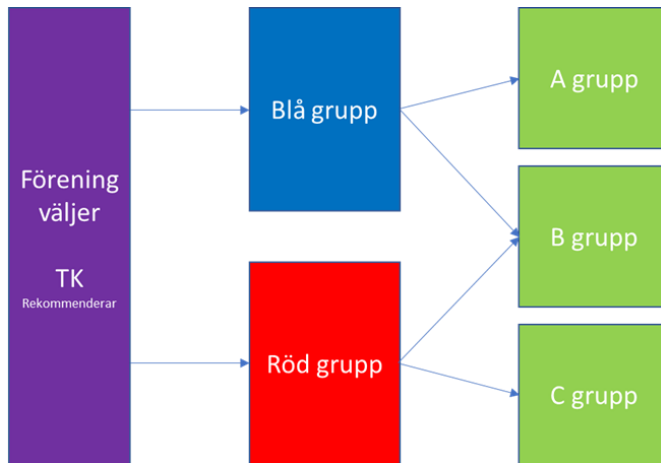 Förening
väljer
TK
Rekommenderar
Blå grupp
Röd grupp
A grupp
B grupp
C grupp